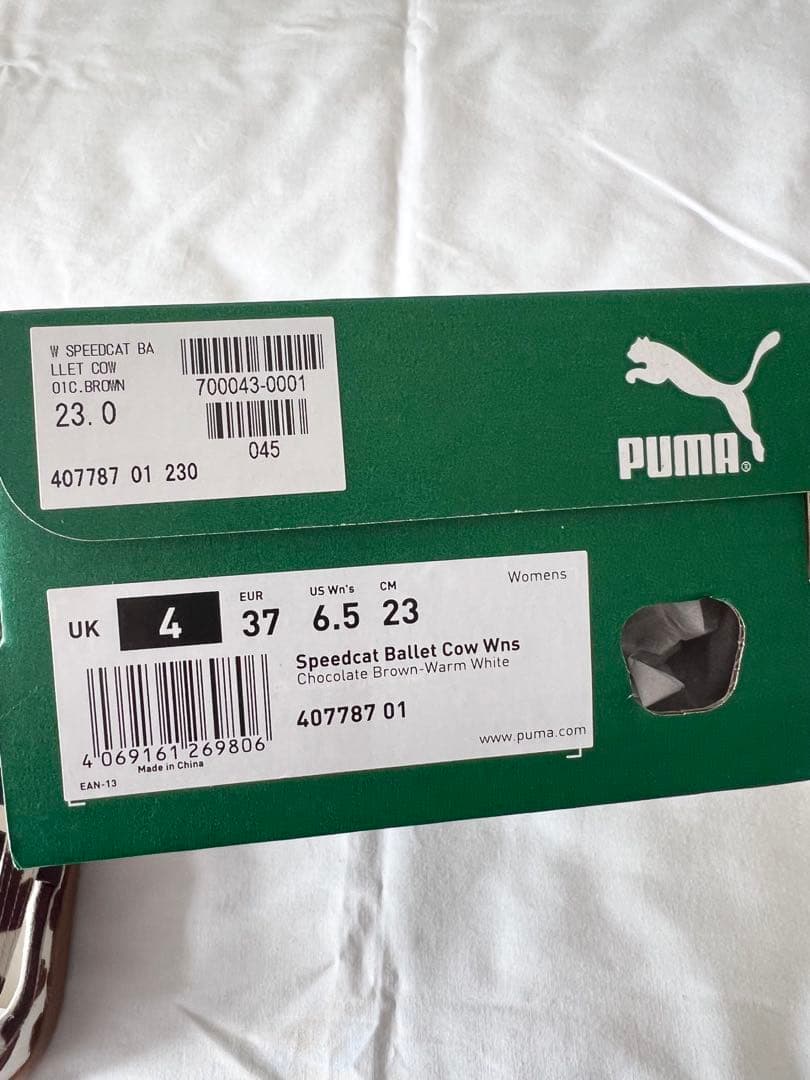 W SPEEDCAT BA
LLET COW
01C.BROWN
23.0
700043-0001
045
407787 01 230
PUMA®
Womens
UK 4 EUR 37 US Wn's 6.5 CM 23
Speedcat Ballet Cow Wns
Chocolate Brown-Warm White
407787 01
4 069161 269806
Made in China
EAN-13
www.puma.com